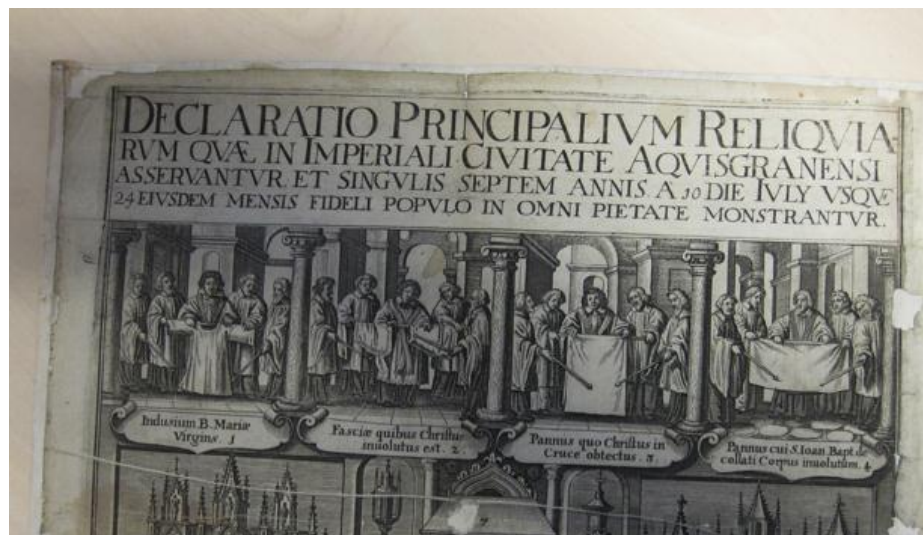 DECLARATIO PRINCIPALIVM RELIQVIA-
RVM QVÆ IN IMPERIALI CIVITATE AQVISGRANENSI
ASSERVANTVR ET SINGVLIS SEPTEM ANNIS A 10 DIE IVLY VSQVE
24 EIVSDEM MENSIS FIDELI POPVLO IN OMNI PIETATE MONSTRANTVR.
Indusium B. Mariæ
Virginis. 1
Fasciæ quibus Christus
inuolutus est. 2.
Pannus quo Christus in
Cruce obtectus. 3.
Pannus cui S. Ioan Bapt de
collati Corpus inuolutum. 4